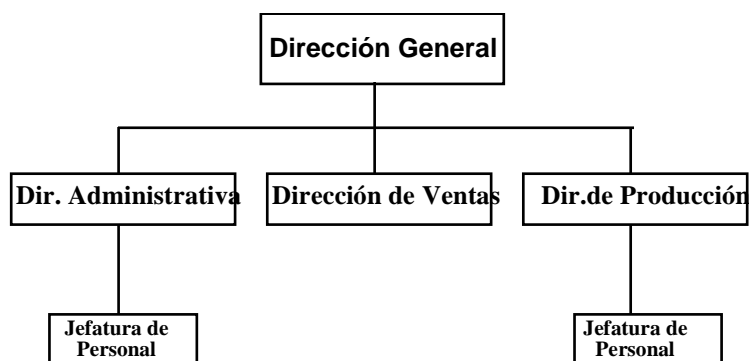 Dirección General
Dir. Administrativa
Dirección de Ventas
Dir.de Producción
Jefatura de
Personal
Jefatura de
Personal